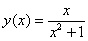 y(x) = x / (x² + 1)